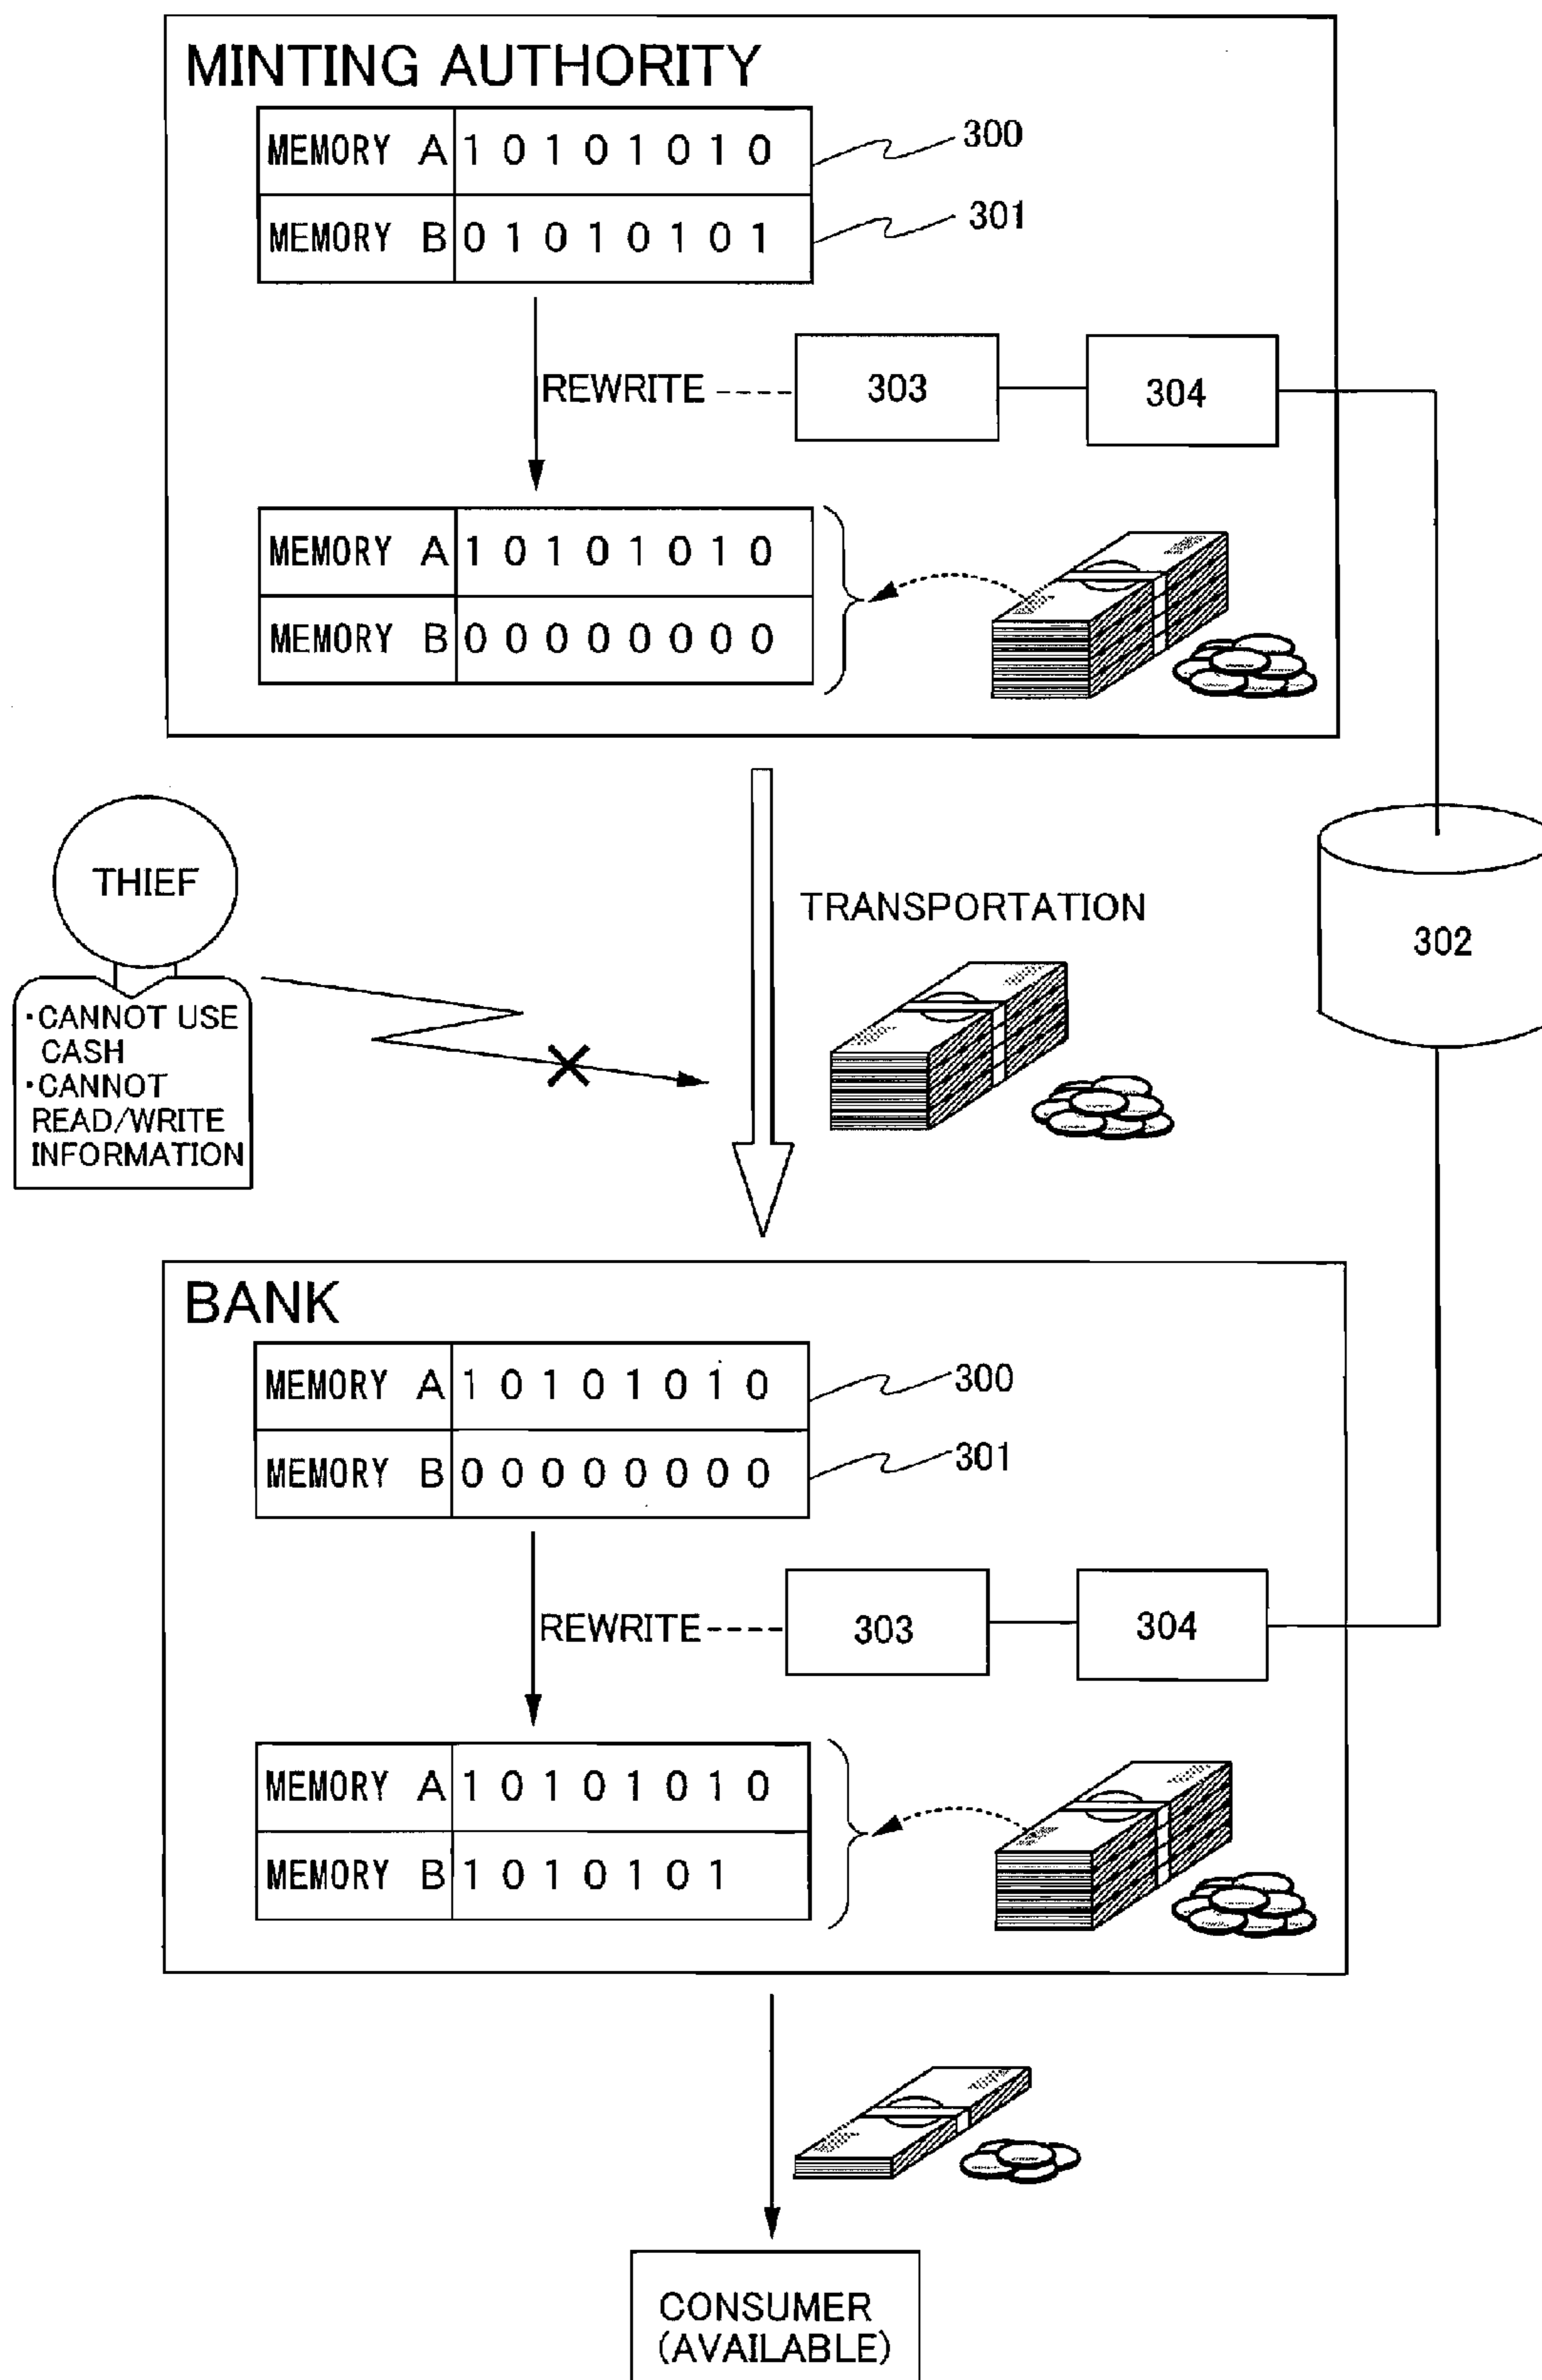 MINTING AUTHORITY
MEMORY A 1 0 1 0 1 0 1 0
300
MEMORY B 0 1 0 1 0 1 0 1
301
REWRITE
303
304
MEMORY A 1 0 1 0 1 0 1 0
MEMORY B 0 0 0 0 0 0 0 0
THIEF
・CANNOT USE
CASH
・CANNOT
READ/WRITE
INFORMATION
TRANSPORTATION
302
BANK
MEMORY A 1 0 1 0 1 0 1 0
300
MEMORY B 0 0 0 0 0 0 0 0
301
REWRITE
303
304
MEMORY A 1 0 1 0 1 0 1 0
MEMORY B 1 0 1 0 1 0 1
CONSUMER
(AVAILABLE)